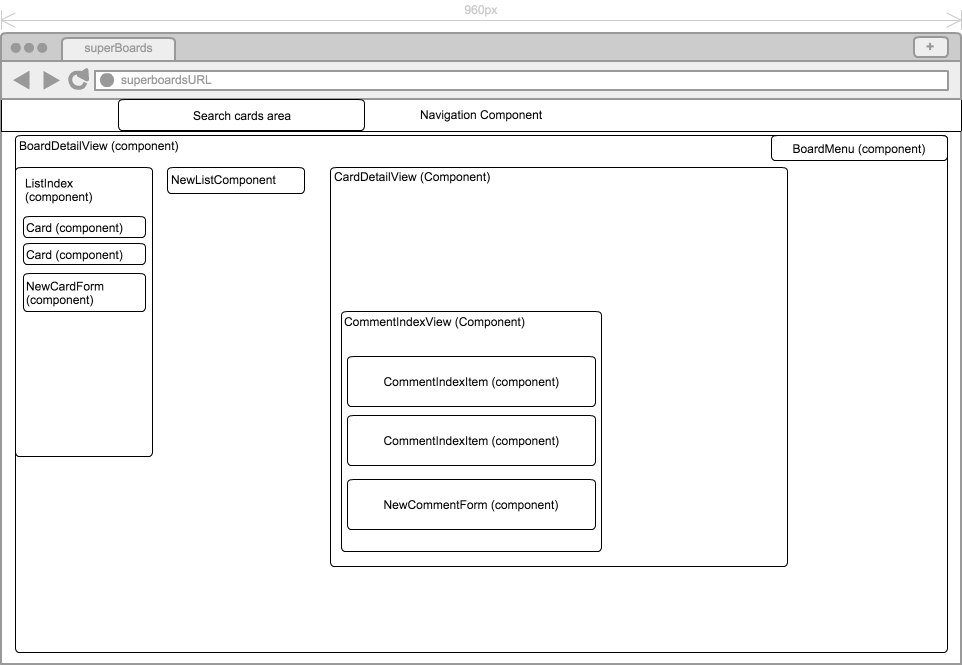 960px
superBoards
+
superboardsURL
Search cards area
Navigation Component
BoardDetailView (component)
BoardMenu (component)
ListIndex
(component)
NewListComponent
CardDetailView (Component)
Card (component)
Card (component)
NewCardForm
(component)
CommentIndexView (Component)
CommentIndexItem (component)
CommentIndexItem (component)
NewCommentForm (component)